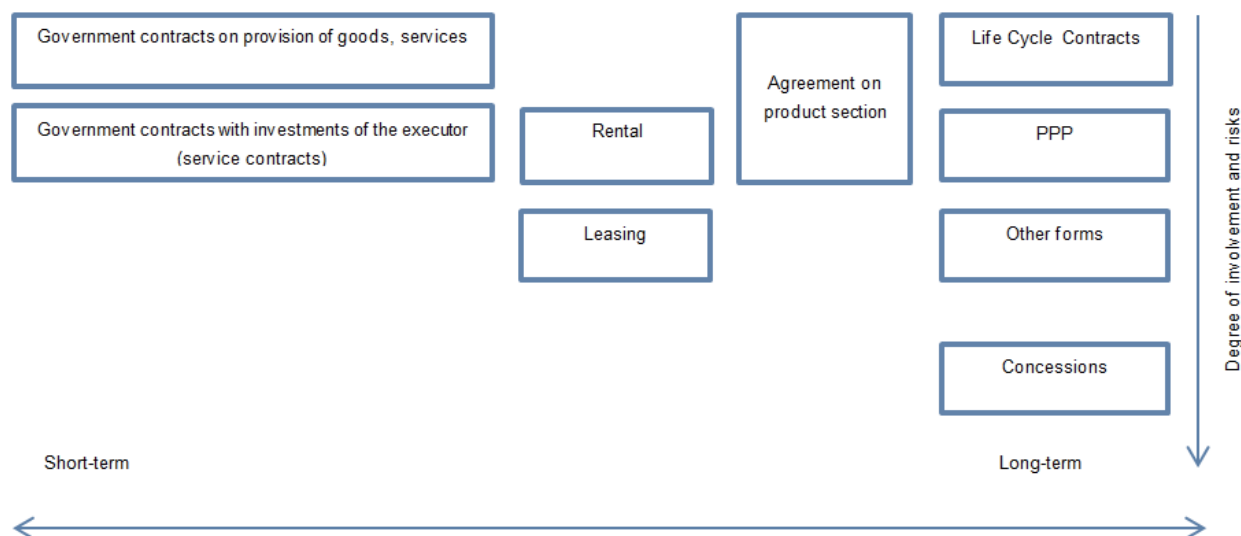 Government contracts on provision of goods, services
Government contracts with investments of the executor
(service contracts)
Rental
Leasing
Agreement on
product section
Life Cycle Contracts
PPP
Other forms
Concessions
Degree of involvement and risks
Short-term
Long-term